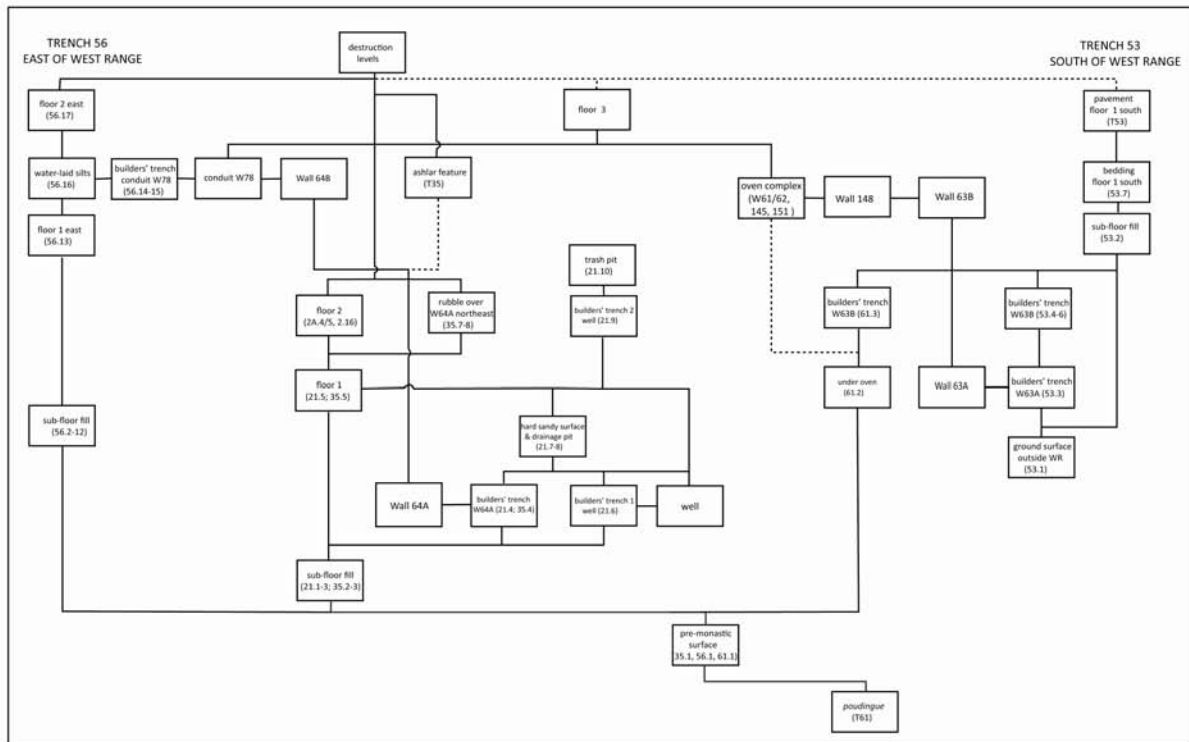 TRENCH 56
EAST OF WEST RANGE
destruction
levels
TRENCH 53
SOUTH OF WEST RANGE
floor 2 east
(56.17)
floor 3
pavement
floor 1 south
(T53)
water-laid silts
(56.16)
builders' trench
conduit W78
(56.14-15)
conduit W78
Wall 64B
ashlar feature
(T35)
oven complex
(W61/62,
145, 151 )
Wall 148
Wall 63B
bedding
floor 1 south
(53.7)
floor 1 east
(56.13)
sub-floor fill
(53.2)
trash pit
(21.10)
floor 2
(2A.4/5, 2.16)
rubble over
W64A northeast
(35.7-8)
builders' trench 2
well (21.9)
builders' trench
W63B (61.3)
builders' trench
W63B (53.4-6)
floor 1
(21.5; 35.5)
under oven
(61.2)
Wall 63A
builders' trench
W63A (53.3)
sub-floor fill
(56.2-12)
hard sandy surface
& drainage pit
(21.7-8)
ground surface
outside WR
(53.1)
Wall 64A
builders' trench
W64A (21.4; 35.4)
builders' trench 1
well (21.6)
well
sub-floor fill
(21.1-3; 35.2-3)
pre-monastic
surface
(35.1, 56.1, 61.1)
poudingue
(T61)